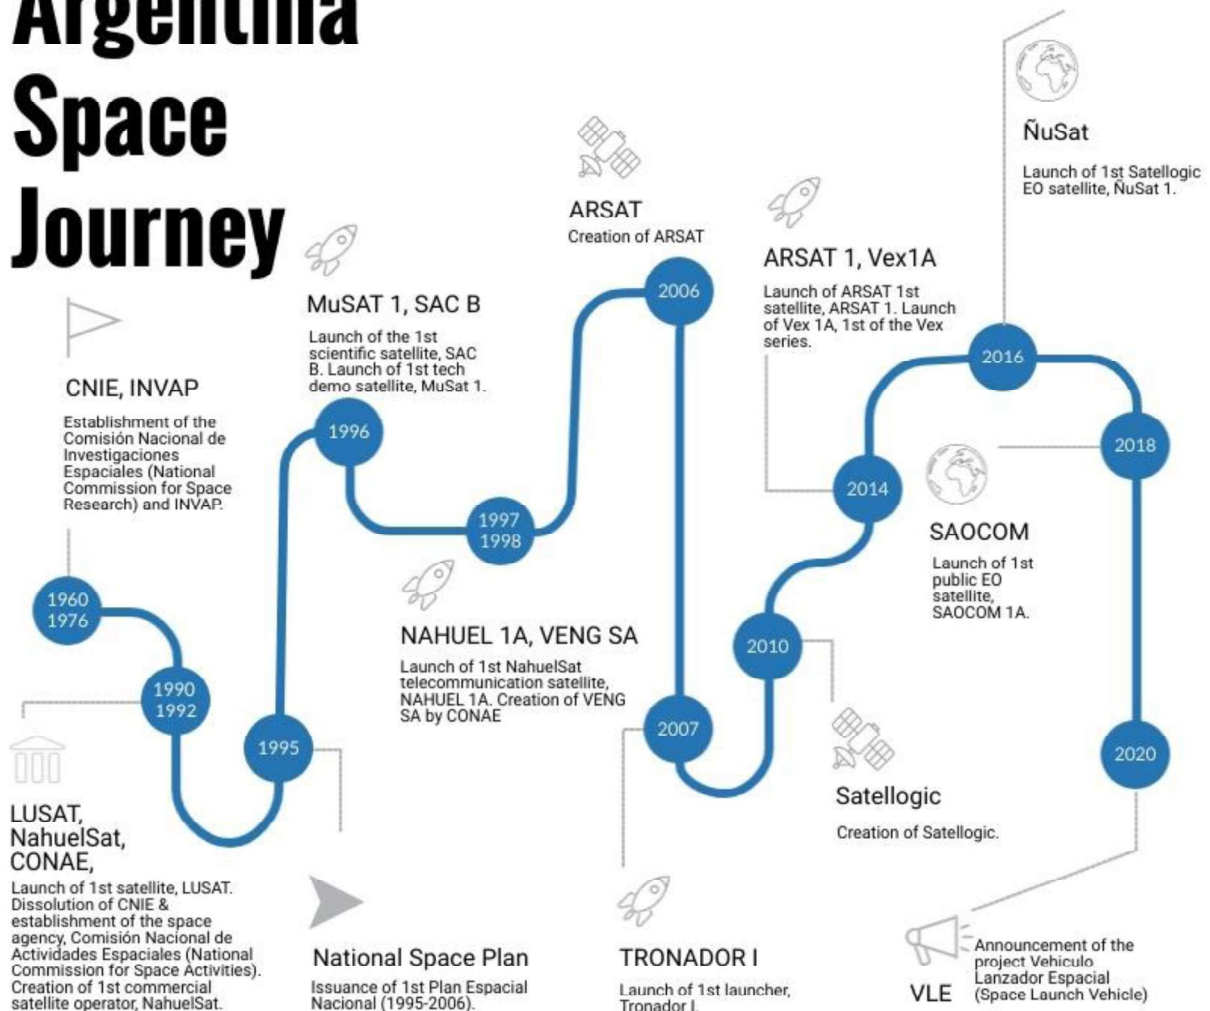 Argentina
Space
Journey
CNIE, INVAP
Establishment of the
Comisión Nacional de
Investigaciones
Espaciales (National
Commission for Space
Research) and INVAP.
1960
1976
1990
1992
LUSAT,
NahuelSat,
CONAE,
Launch of 1st satellite, LUSAT.
Dissolution of CNIE &
establishment of the space
agency, Comisión Nacional de
Actividades Espaciales (National
Commission for Space Activities).
Creation of 1st commercial
satellite operator, NahuelSat.
1995
National Space Plan
Issuance of 1st Plan Espacial
Nacional (1995-2006).
MuSAT 1, SAC B
Launch of the 1st
scientific satellite, SAC
B. Launch of 1st tech
demo satellite, MuSat 1.
1996
1997
1998
NAHUEL 1A, VENG SA
Launch of 1st NahuelSat
telecommunication satellite,
NAHUEL 1A. Creation of VENG
SA by CONAE
ARSAT
Creation of ARSAT
2006
2007
TRONADOR I
Launch of 1st launcher,
Tronador I.
2010
Satellogic
Creation of Satellogic.
ARSAT 1, Vex1A
Launch of ARSAT 1st
satellite, ARSAT 1. Launch
of Vex 1A, 1st of the Vex
series.
2014
ÑuSat
Launch of 1st Satellogic
EO satellite, ÑuSat 1.
2016
2018
SAOCOM
Launch of 1st
public EO
satellite,
SAOCOM 1A.
2020
VLE
Announcement of the
project Vehiculo
Lanzador Espacial
(Space Launch Vehicle)